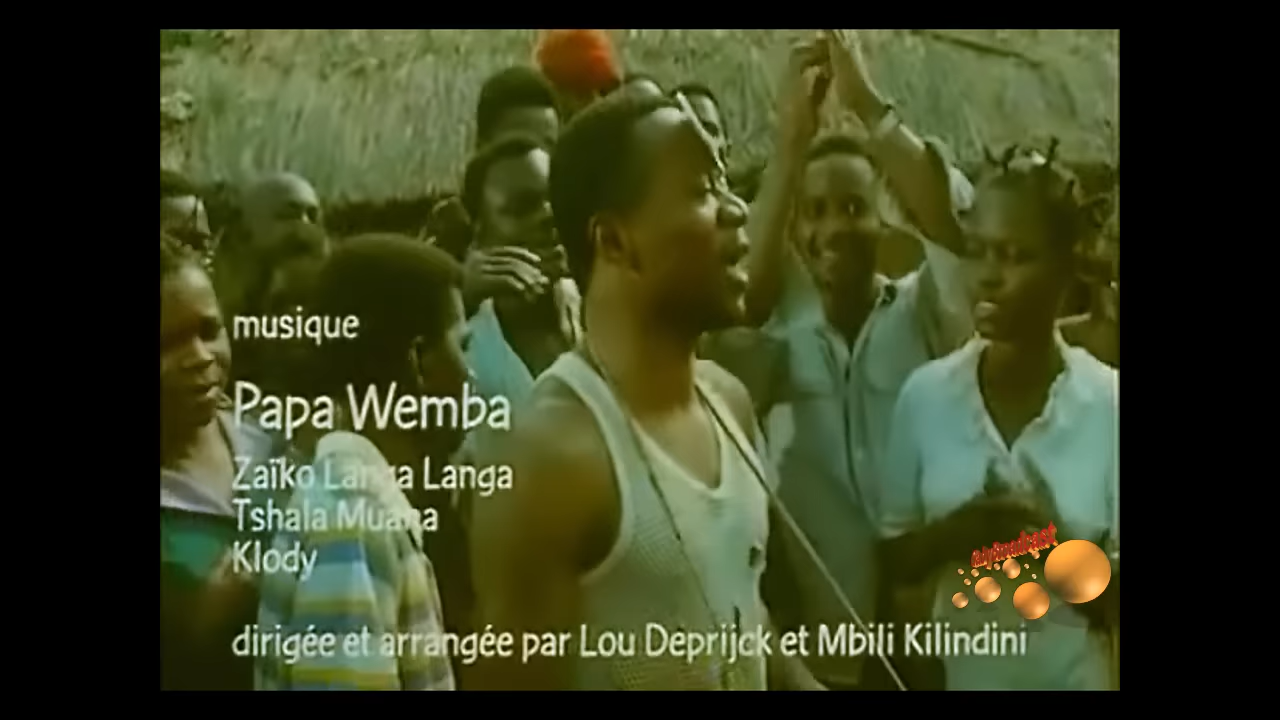 musique
Papa Wemba
Zaïko Langa Langa
Tshala Muana
Klody
dirigée et arrangée par Lou Deprijck et Mbili Kilindini